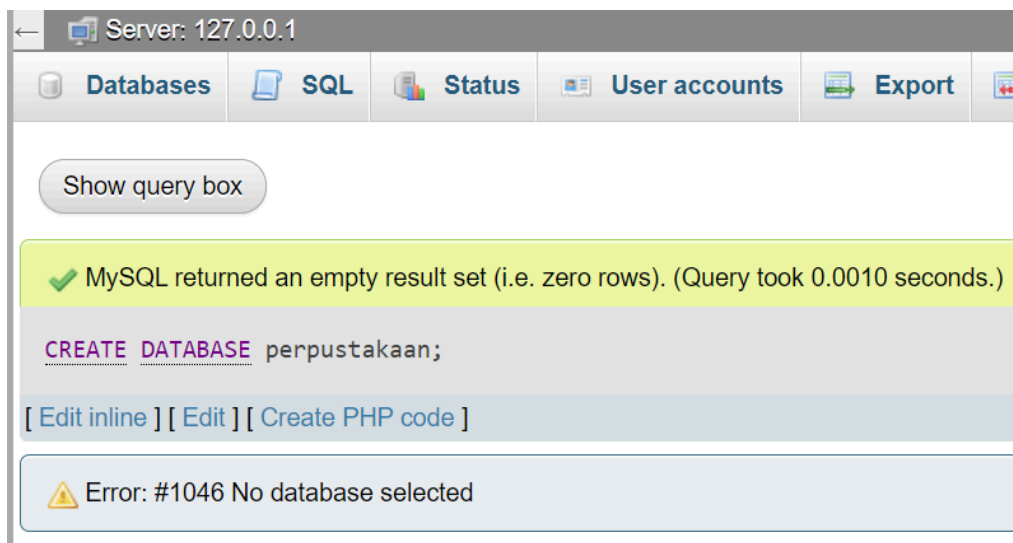 Server: 127.0.0.1
Databases SQL Status User accounts Export
Show query box
MySQL returned an empty result set (i.e. zero rows). (Query took 0.0010 seconds.)
CREATE DATABASE perpustakaan;
[ Edit inline ] [ Edit ] [ Create PHP code ]
Error: #1046 No database selected